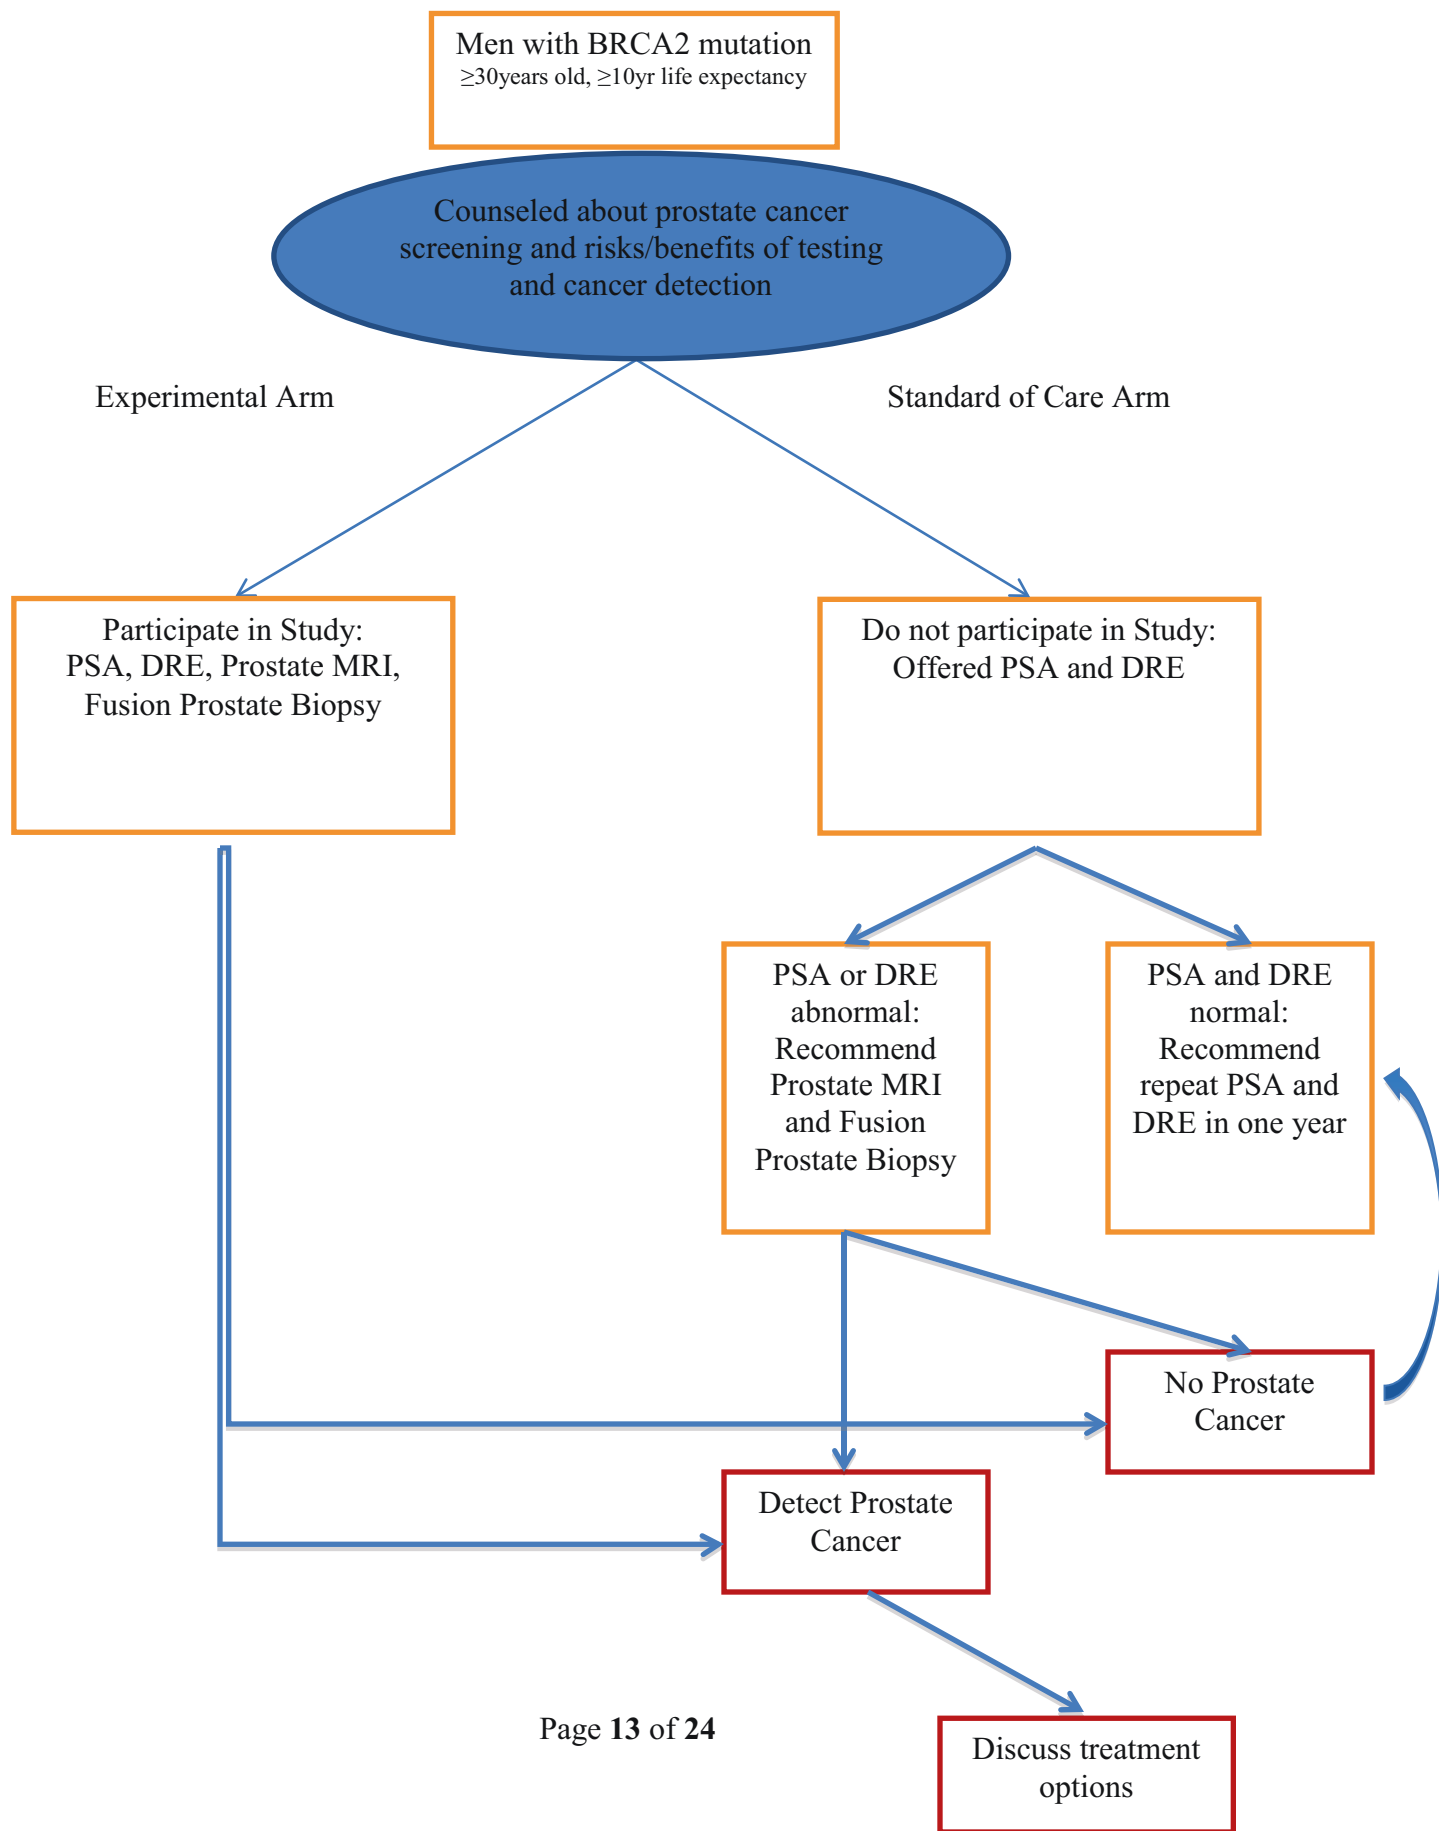 Men with BRCA2 mutation
≥30years old, ≥10yr life expectancy
Counseled about prostate cancer
screening and risks/benefits of testing
and cancer detection
Experimental Arm
Standard of Care Arm
Participate in Study:
PSA, DRE, Prostate MRI,
Fusion Prostate Biopsy
Do not participate in Study:
Offered PSA and DRE
PSA or DRE
abnormal:
Recommend
Prostate MRI
and Fusion
Prostate Biopsy
PSA and DRE
normal:
Recommend
repeat PSA and
DRE in one year
No Prostate
Cancer
Detect Prostate
Cancer
Page 13 of 24
Discuss treatment
options